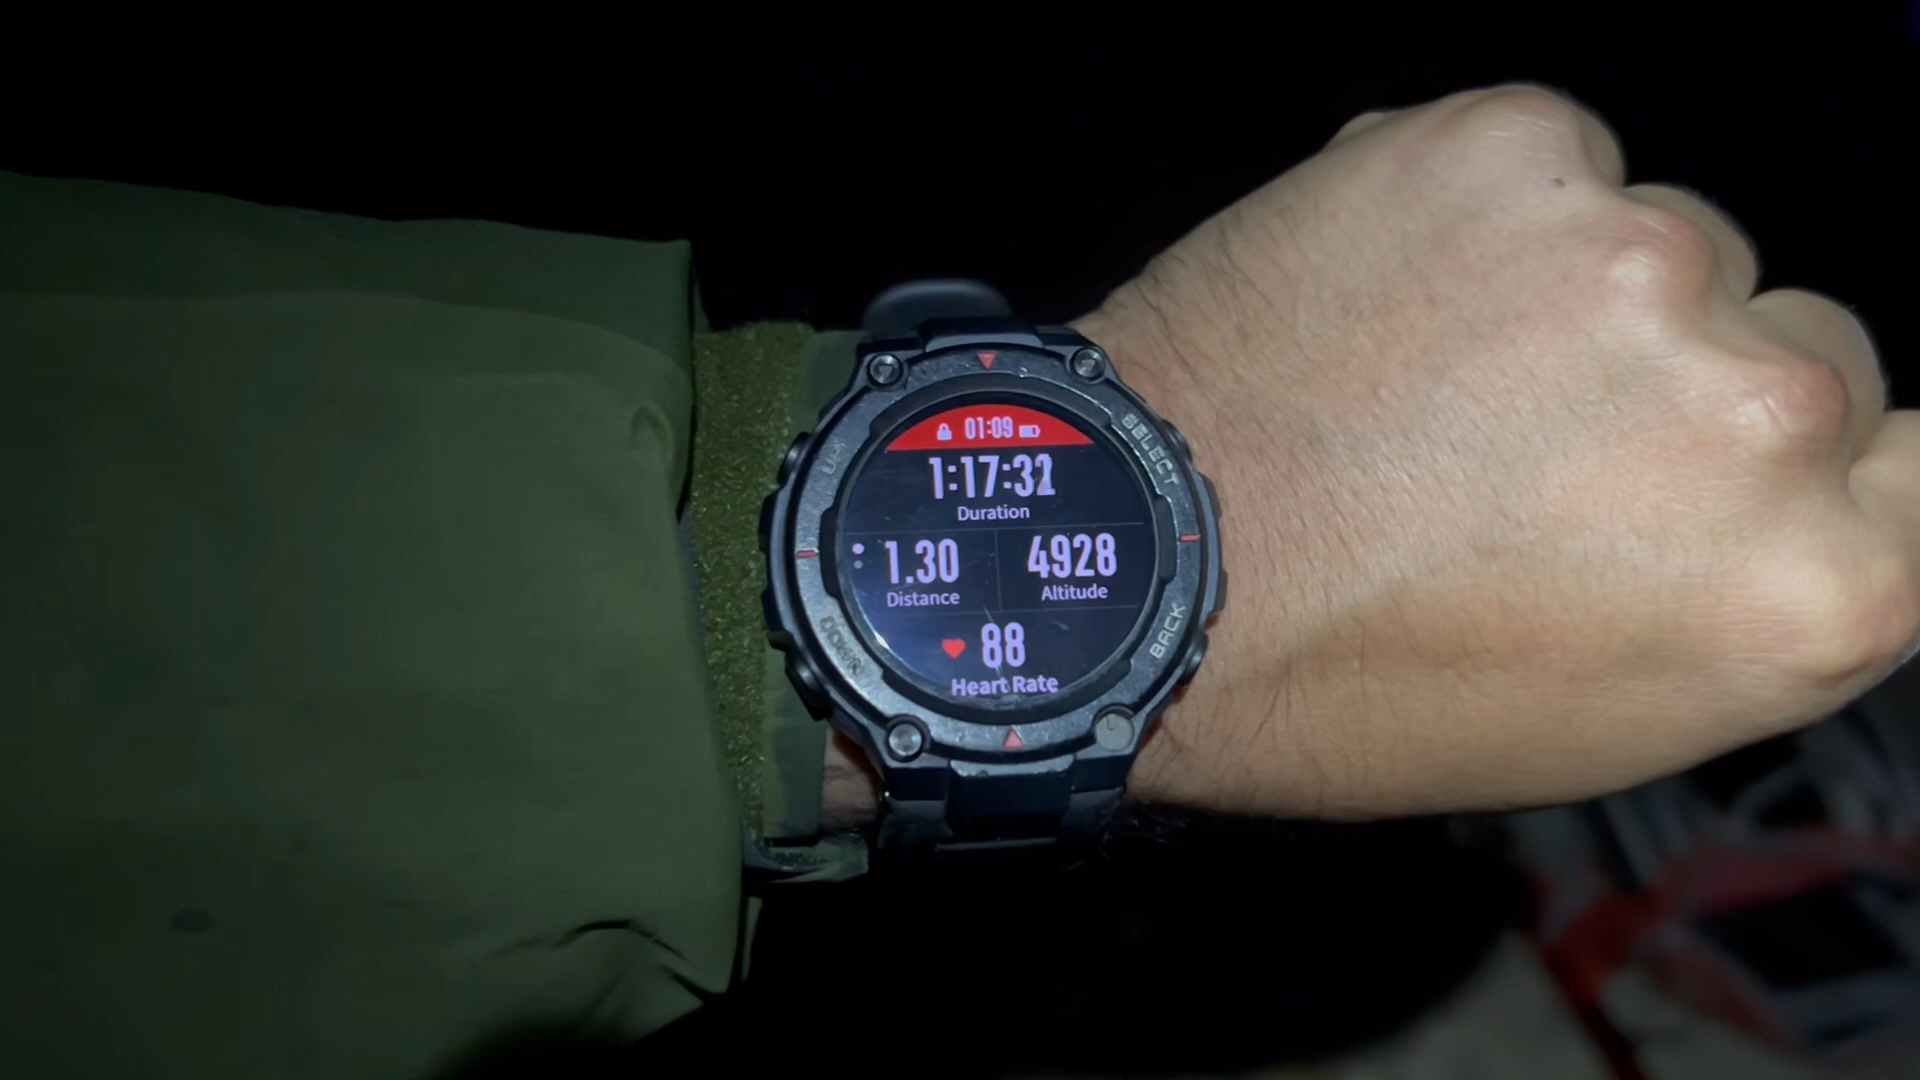 UP
SELECT
01:09
1:17:32
Duration
1.30
4928
Distance
Altitude
88
Heart Rate
DOWN
BACK